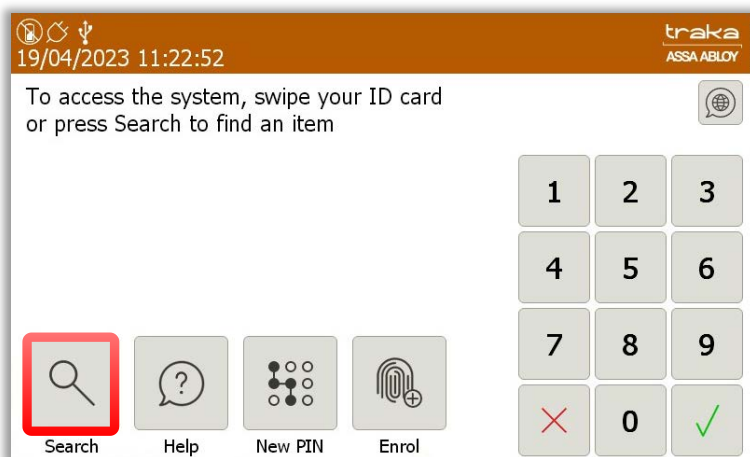 traka
19/04/2023 11:22:52
ASSA ABLOY
To access the system, swipe your ID card
or press Search to find an item
1 2 3
4 5 6
7 8 9
0
?
Search Help New PIN Enrol